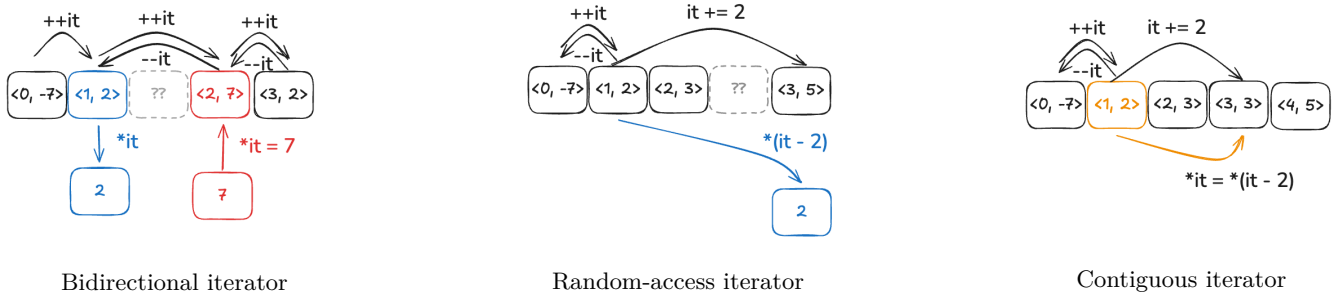 ++it ++it ++it
--it --it
<0, -7> <1, 2> ?? <2, 7> <3, 2>
*it *it = 7
2 7
Bidirectional iterator
++it it += 2
--it
<0, -7> <1, 2> <2, 3> ?? <3, 5>
*(it - 2)
2
Random-access iterator
++it it += 2
--it
<0, -7> <1, 2> <2, 3> <3, 3> <4, 5>
*it = *(it - 2)
Contiguous iterator